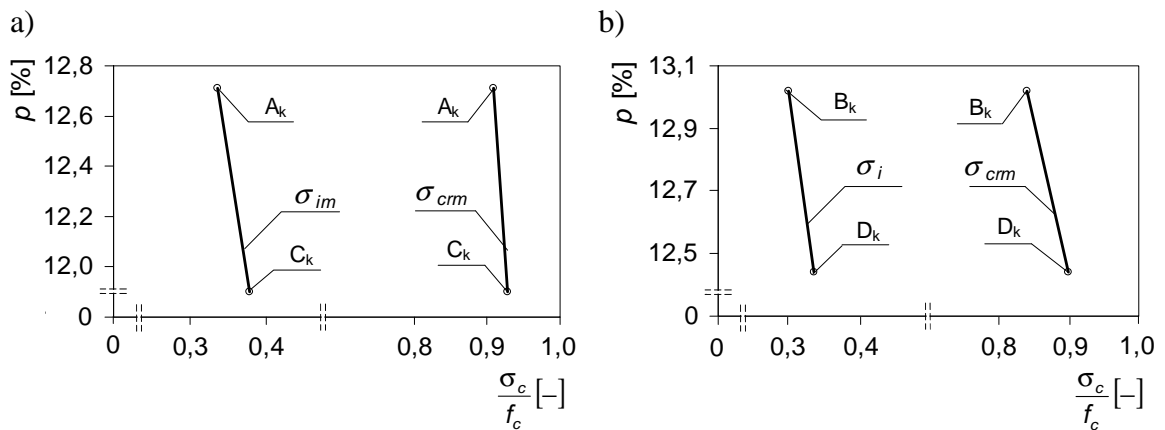 a)
p [%]
12,8
12,6
12,4
12,2
12,0
0
A_k
A_k
σ_im
σ_crm
C_k
C_k
0 0,3 0,4 0,8 0,9 1,0
σ_c/f_c [–]
b)
p [%]
13,1
12,9
12,7
12,5
0
B_k
B_k
σ_i
σ_crm
D_k
D_k
0 0,3 0,4 0,8 0,9 1,0
σ_c/f_c [–]